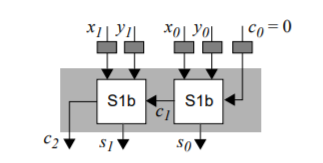 x1 y1 x0 y0 c0 = 0
S1b S1b
c1
c2 s1 s0